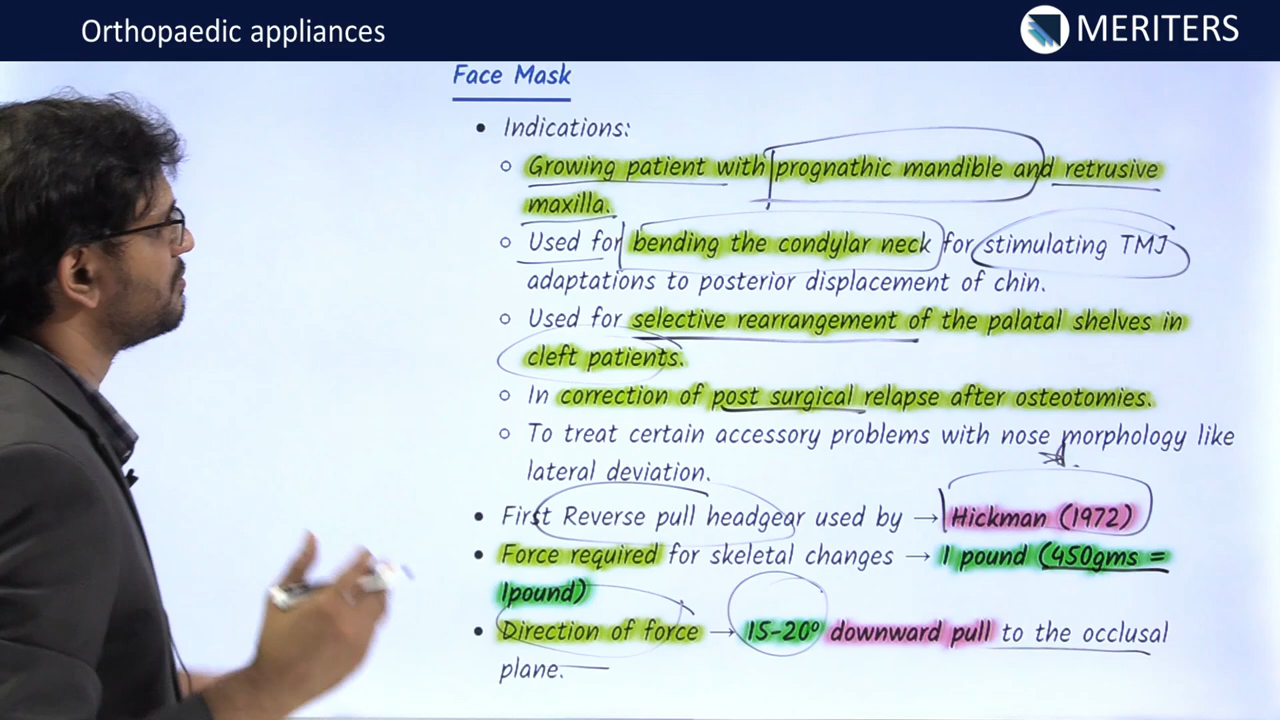 Orthopaedic appliances
MERITERS
Face Mask
• Indications:
○ Growing patient with prognathic mandible and retrusive
maxilla.
○ Used for bending the condylar neck for stimulating TMJ
adaptations to posterior displacement of chin.
○ Used for selective rearrangement of the palatal shelves in
cleft patients.
○ In correction of post surgical relapse after osteotomies.
○ To treat certain accessory problems with nose morphology like
lateral deviation.
• First Reverse pull headgear used by → Hickman (1972)
• Force required for skeletal changes → 1 pound (450gms =
1pound)
• Direction of force → 15-20° downward pull to the occlusal
plane.